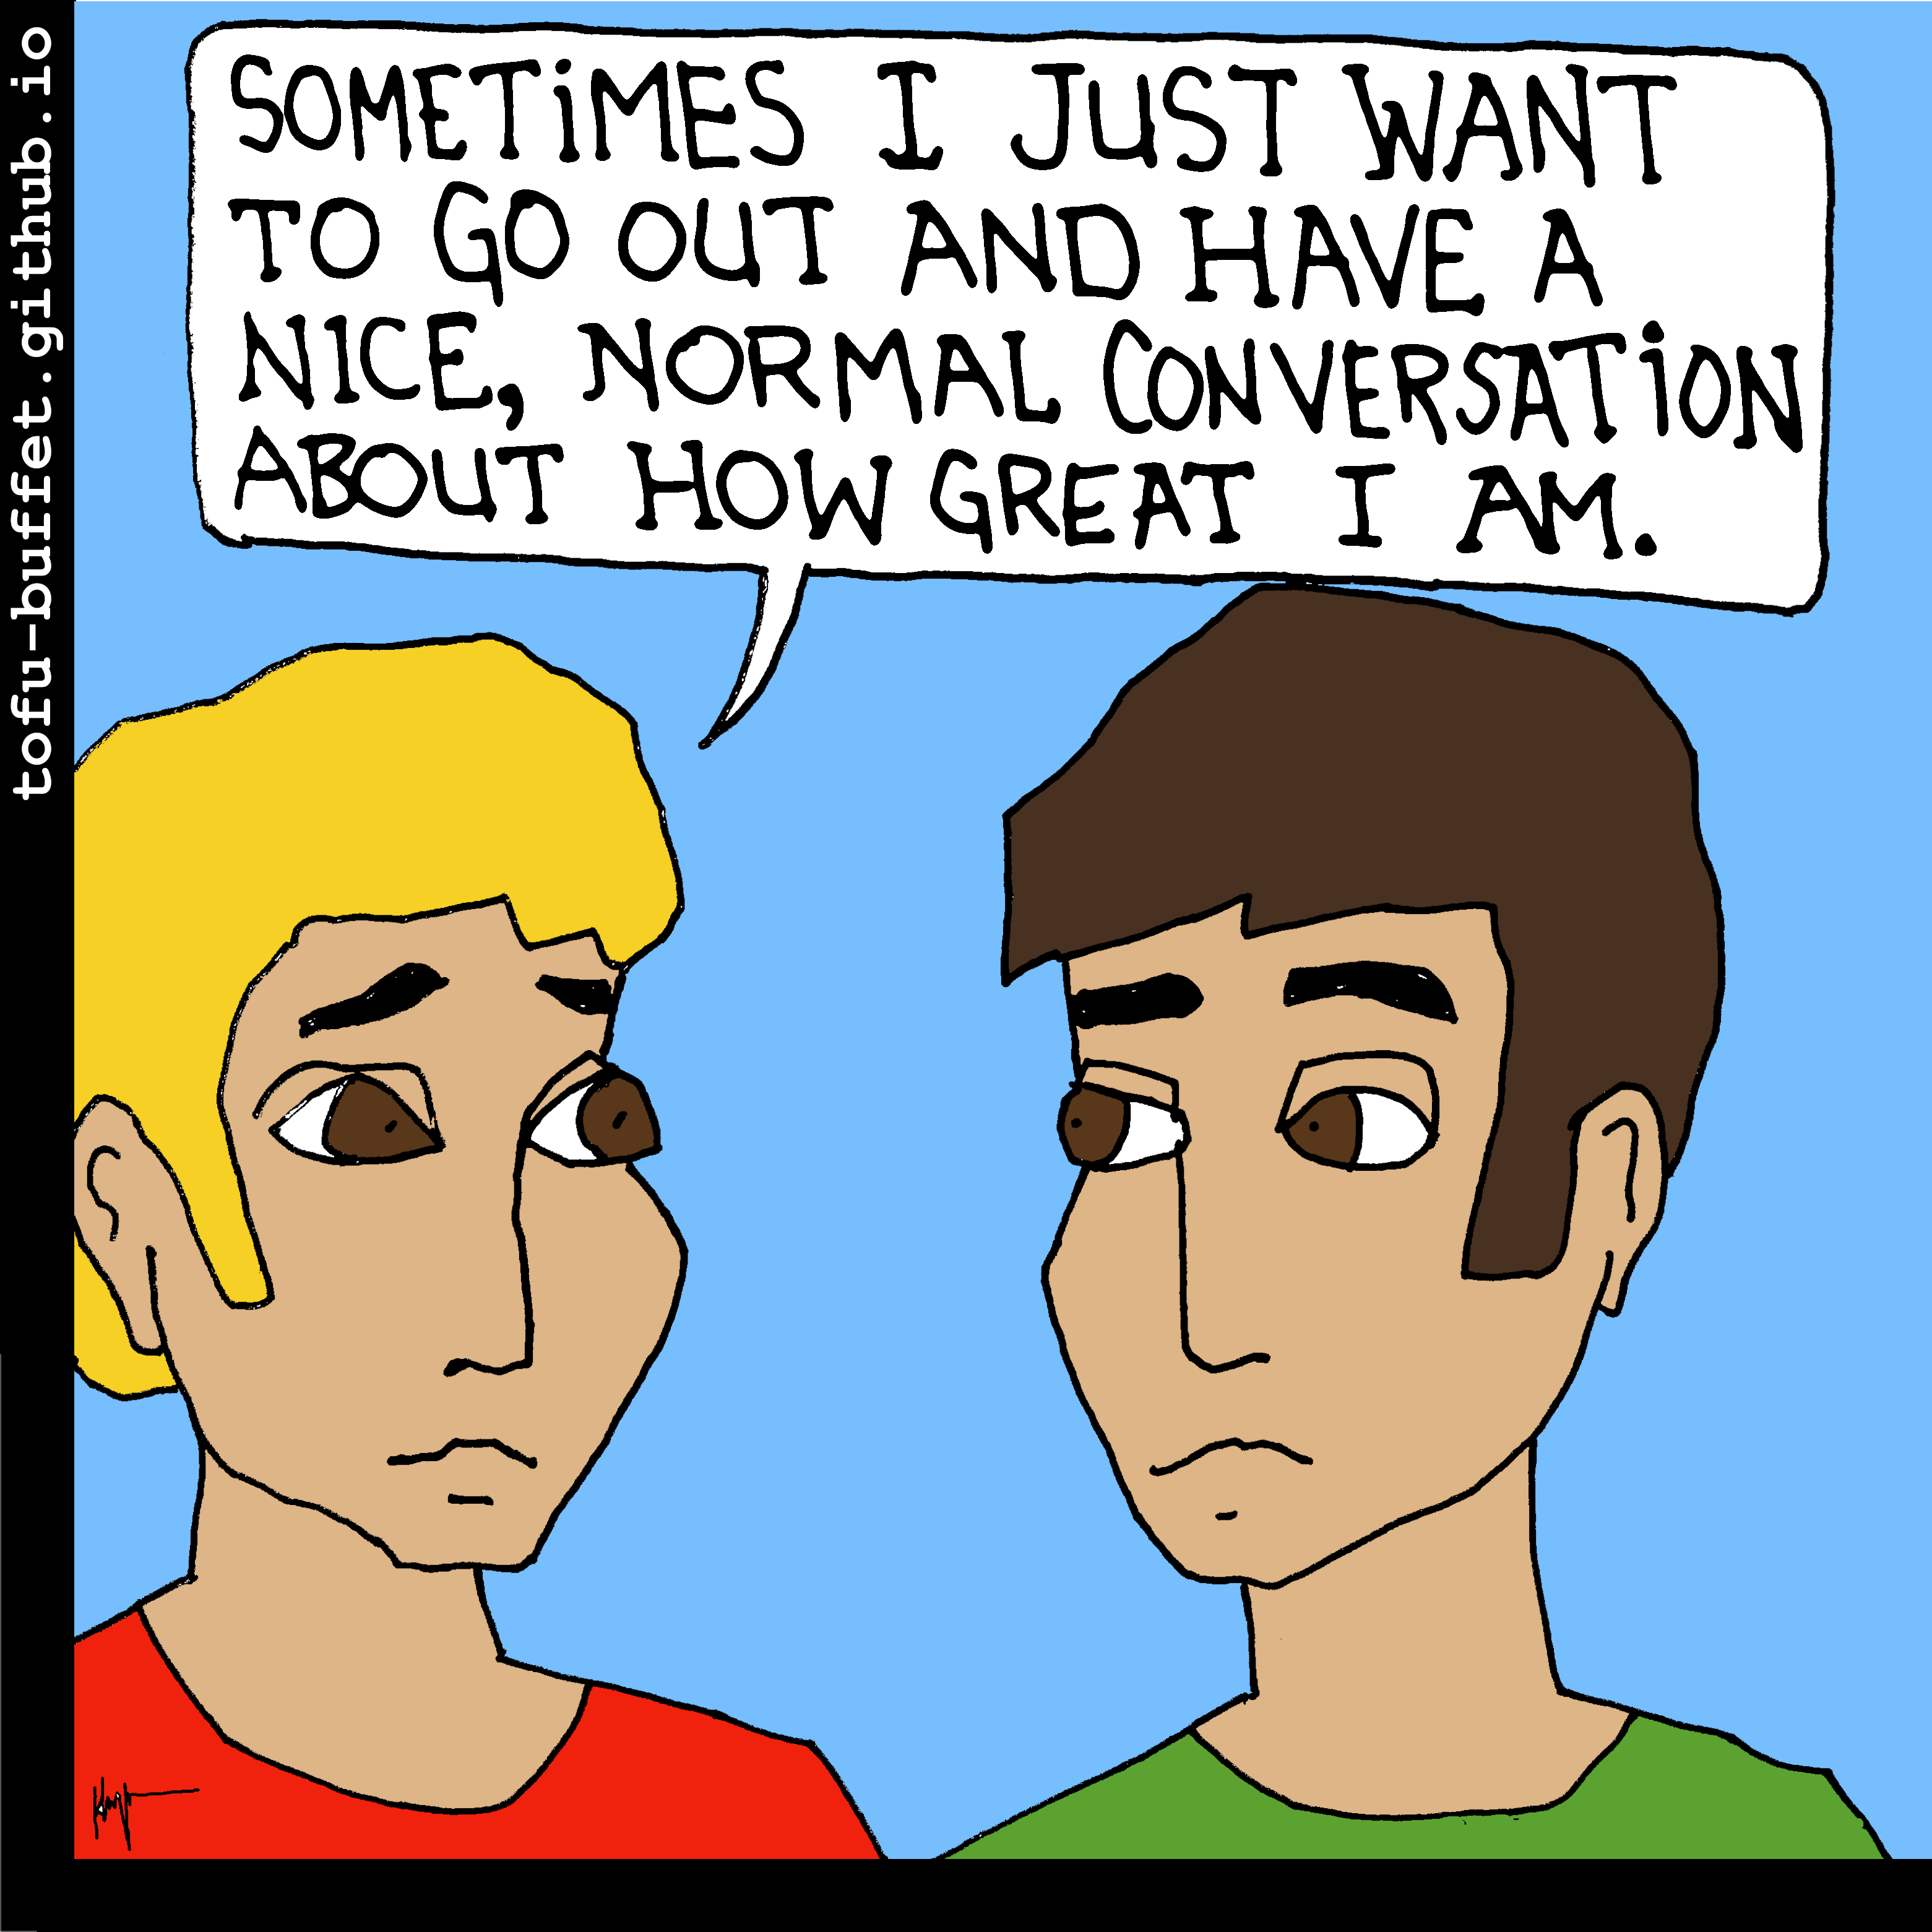 SOMETIMES I JUST WANT
TO GO OUT AND HAVE A
NICE, NORMAL CONVERSATION
ABOUT HOW GREAT I AM.
tofu-buffet.github.io